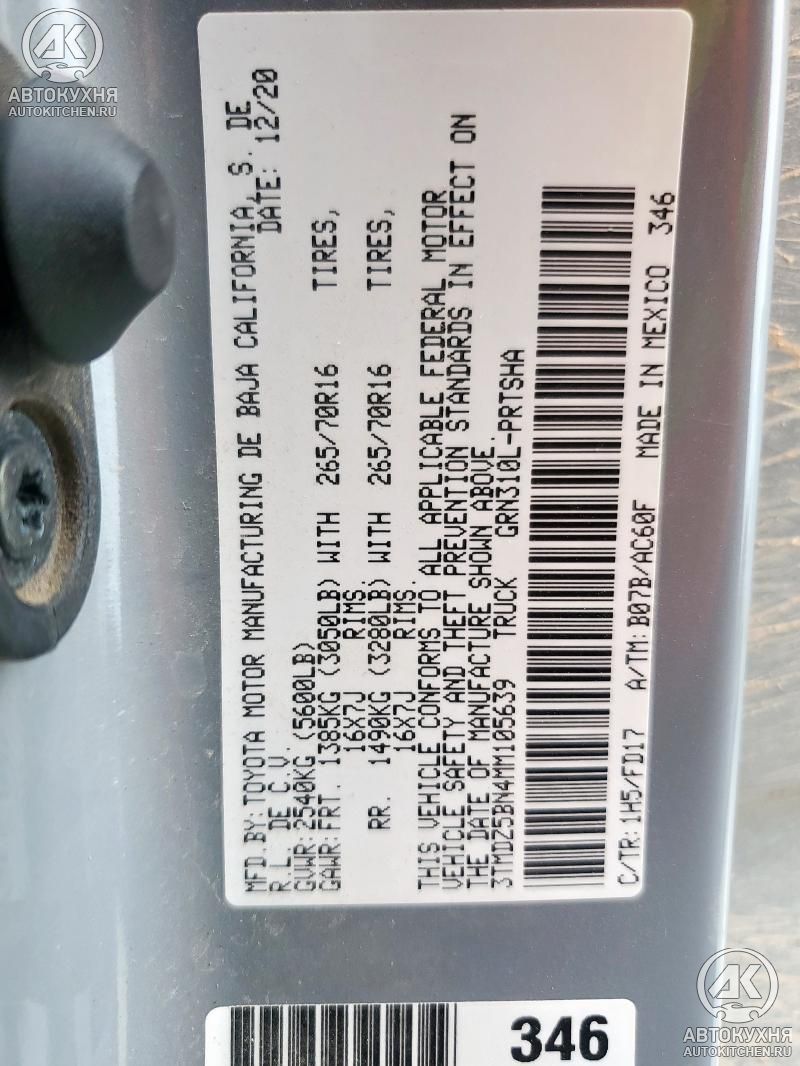 АК
АВТОКУХНЯ
AUTOKITCHEN.RU
MFD.BY: TOYOTA MOTOR MANUFACTURING DE BAJA CALIFORNIA, S. DE
R.L. DE C.V. DATE: 12/20
GVWR: 2540KG (5600LB)
GAWR: FRT. 1385KG (3050LB) WITH 265/70R16 TIRES,
16X7J RIMS.
RR. 1490KG (3280LB) WITH 265/70R16 TIRES,
16X7J RIMS.
THIS VEHICLE CONFORMS TO ALL APPLICABLE FEDERAL MOTOR
VEHICLE SAFETY AND THEFT PREVENTION STANDARDS IN EFFECT ON
THE DATE OF MANUFACTURE SHOWN ABOVE.
3TMDZ5BN4MM105639 TRUCK GRN310L-PRTSHA
C/TR: 1H5/FD17 A/TM: B07B/AC60F MADE IN MEXICO 346
346
АК
АВТОКУХНЯ
AUTOKITCHEN.RU